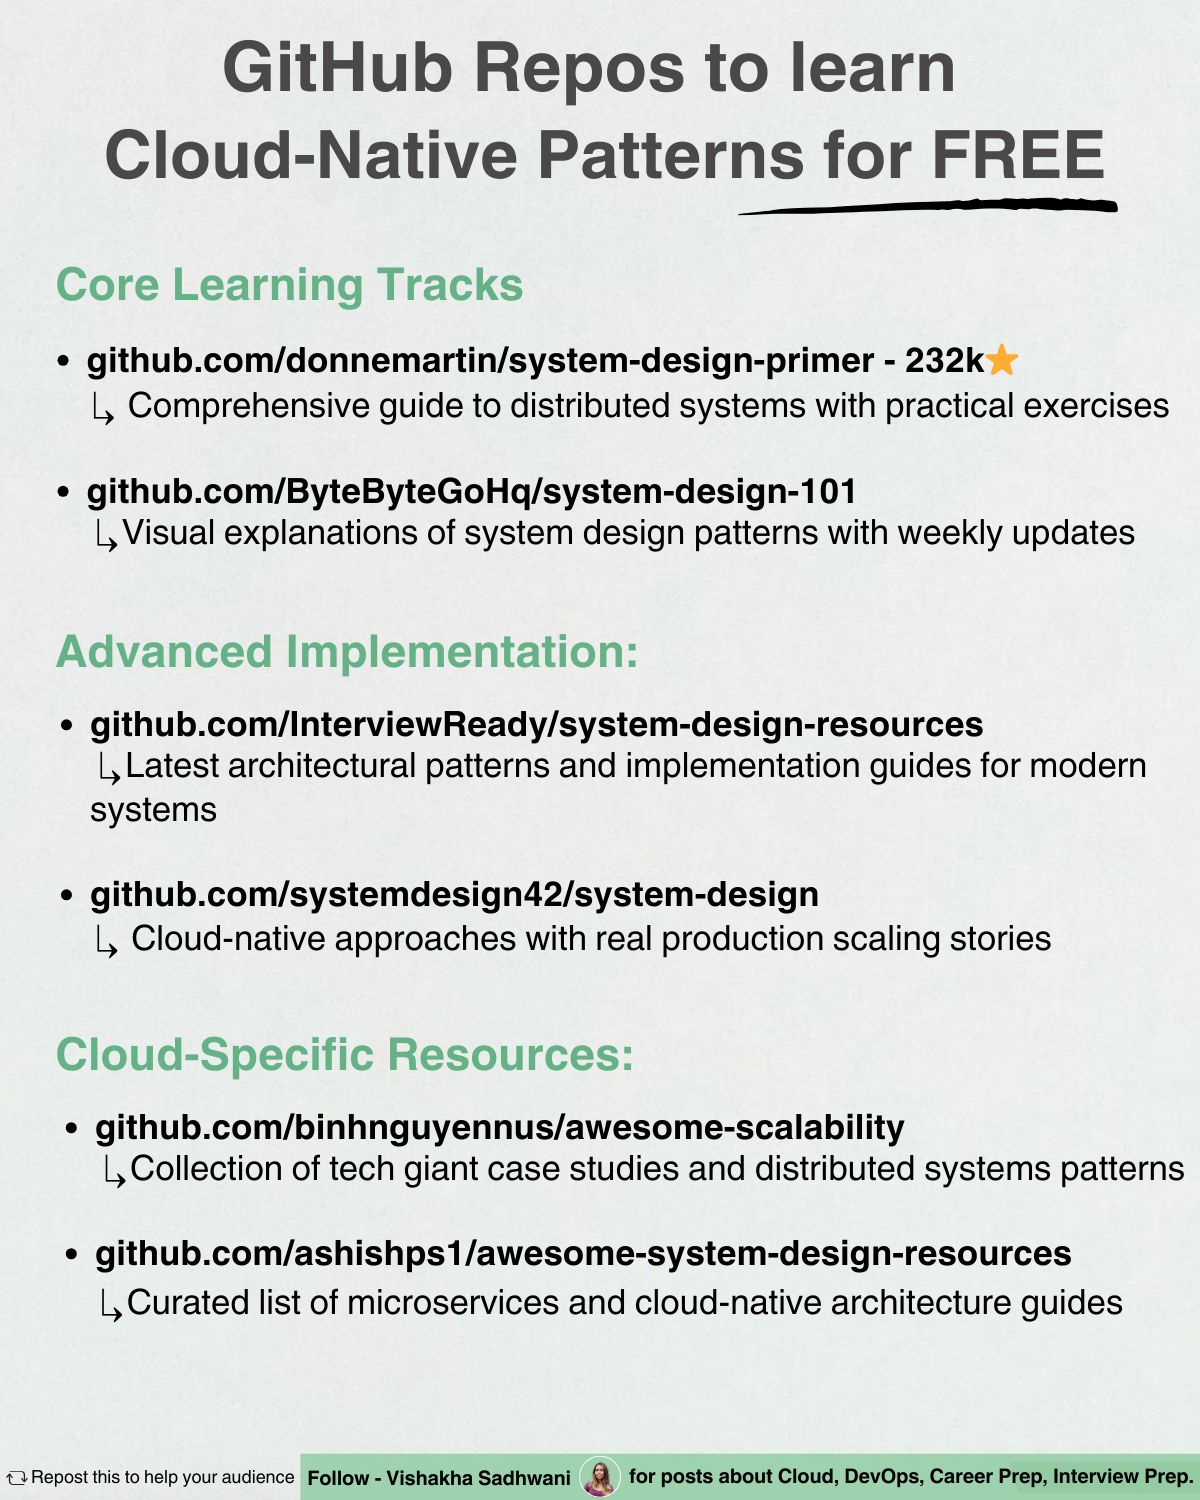 GitHub Repos to learn
Cloud-Native Patterns for FREE
Core Learning Tracks
• github.com/donnemartin/system-design-primer - 232k⭐
↳ Comprehensive guide to distributed systems with practical exercises
• github.com/ByteByteGoHq/system-design-101
↳Visual explanations of system design patterns with weekly updates
Advanced Implementation:
• github.com/InterviewReady/system-design-resources
↳Latest architectural patterns and implementation guides for modern
systems
• github.com/systemdesign42/system-design
↳ Cloud-native approaches with real production scaling stories
Cloud-Specific Resources:
• github.com/binhnguyennus/awesome-scalability
↳Collection of tech giant case studies and distributed systems patterns
• github.com/ashishps1/awesome-system-design-resources
↳Curated list of microservices and cloud-native architecture guides
Repost this to help your audience Follow - Vishakha Sadhwani for posts about Cloud, DevOps, Career Prep, Interview Prep.